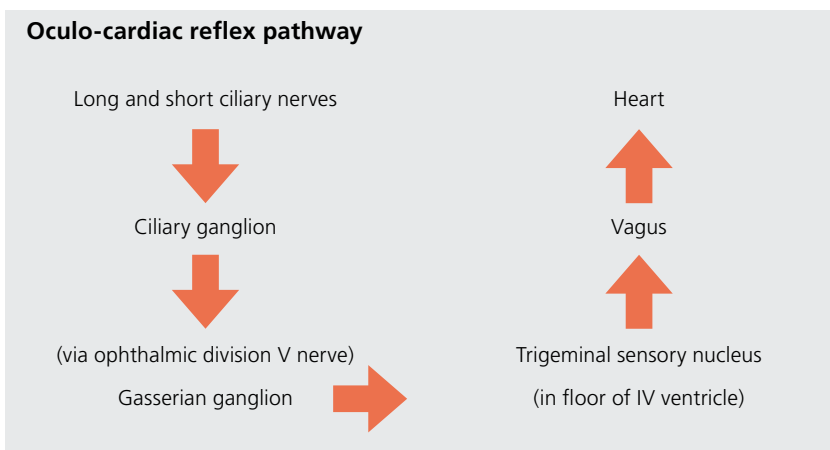 Oculo-cardiac reflex pathway
Long and short ciliary nerves
Ciliary ganglion
(via ophthalmic division V nerve)
Gasserian ganglion
Heart
Vagus
Trigeminal sensory nucleus
(in floor of IV ventricle)